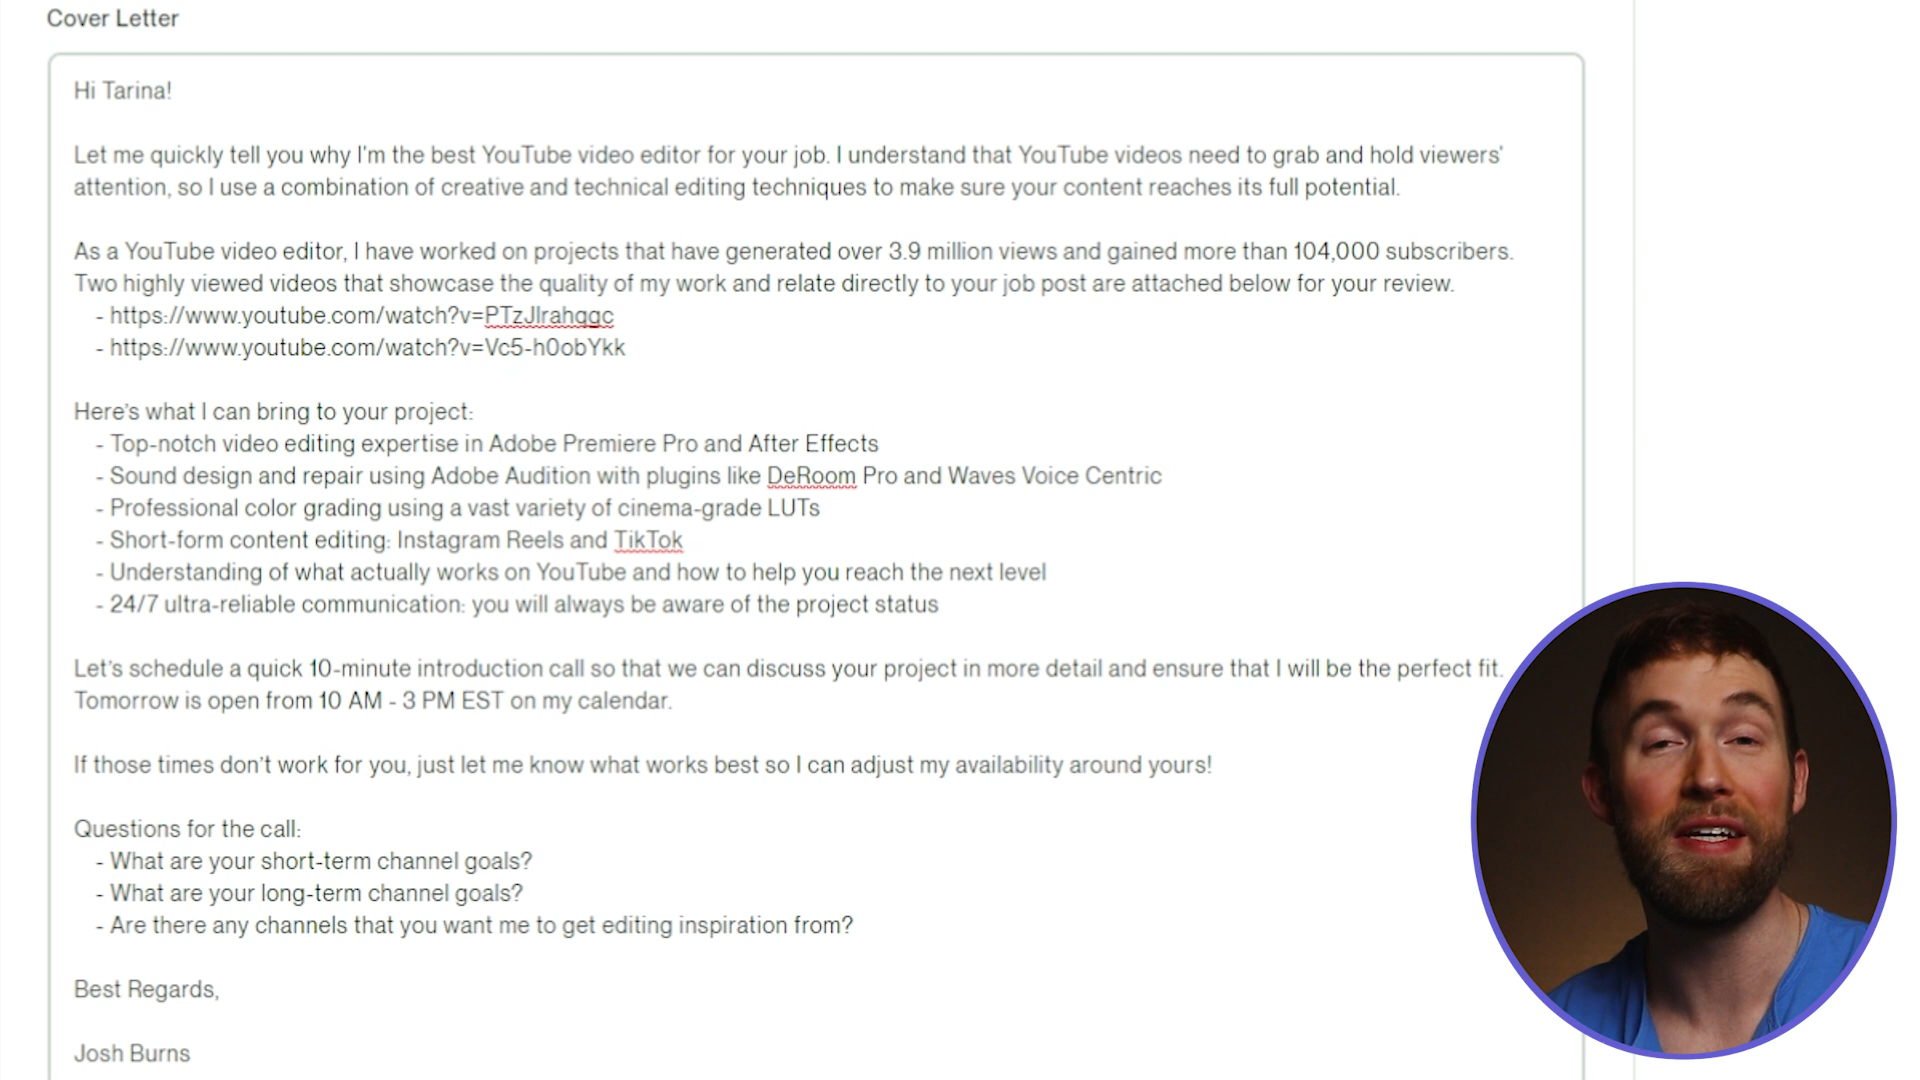 Cover Letter
Hi Tarina!
Let me quickly tell you why I'm the best YouTube video editor for your job. I understand that YouTube videos need to grab and hold viewers'
attention, so I use a combination of creative and technical editing techniques to make sure your content reaches its full potential.
As a YouTube video editor, I have worked on projects that have generated over 3.9 million views and gained more than 104,000 subscribers.
Two highly viewed videos that showcase the quality of my work and relate directly to your job post are attached below for your review.
- https://www.youtube.com/watch?v=PTzJlrahqgc
- https://www.youtube.com/watch?v=Vc5-h0obYkk
Here's what I can bring to your project:
- Top-notch video editing expertise in Adobe Premiere Pro and After Effects
- Sound design and repair using Adobe Audition with plugins like DeRoom Pro and Waves Voice Centric
- Professional color grading using a vast variety of cinema-grade LUTs
- Short-form content editing: Instagram Reels and TikTok
- Understanding of what actually works on YouTube and how to help you reach the next level
- 24/7 ultra-reliable communication: you will always be aware of the project status
Let's schedule a quick 10-minute introduction call so that we can discuss your project in more detail and ensure that I will be the perfect fit.
Tomorrow is open from 10 AM - 3 PM EST on my calendar.
If those times don't work for you, just let me know what works best so I can adjust my availability around yours!
Questions for the call:
- What are your short-term channel goals?
- What are your long-term channel goals?
- Are there any channels that you want me to get editing inspiration from?
Best Regards,
Josh Burns